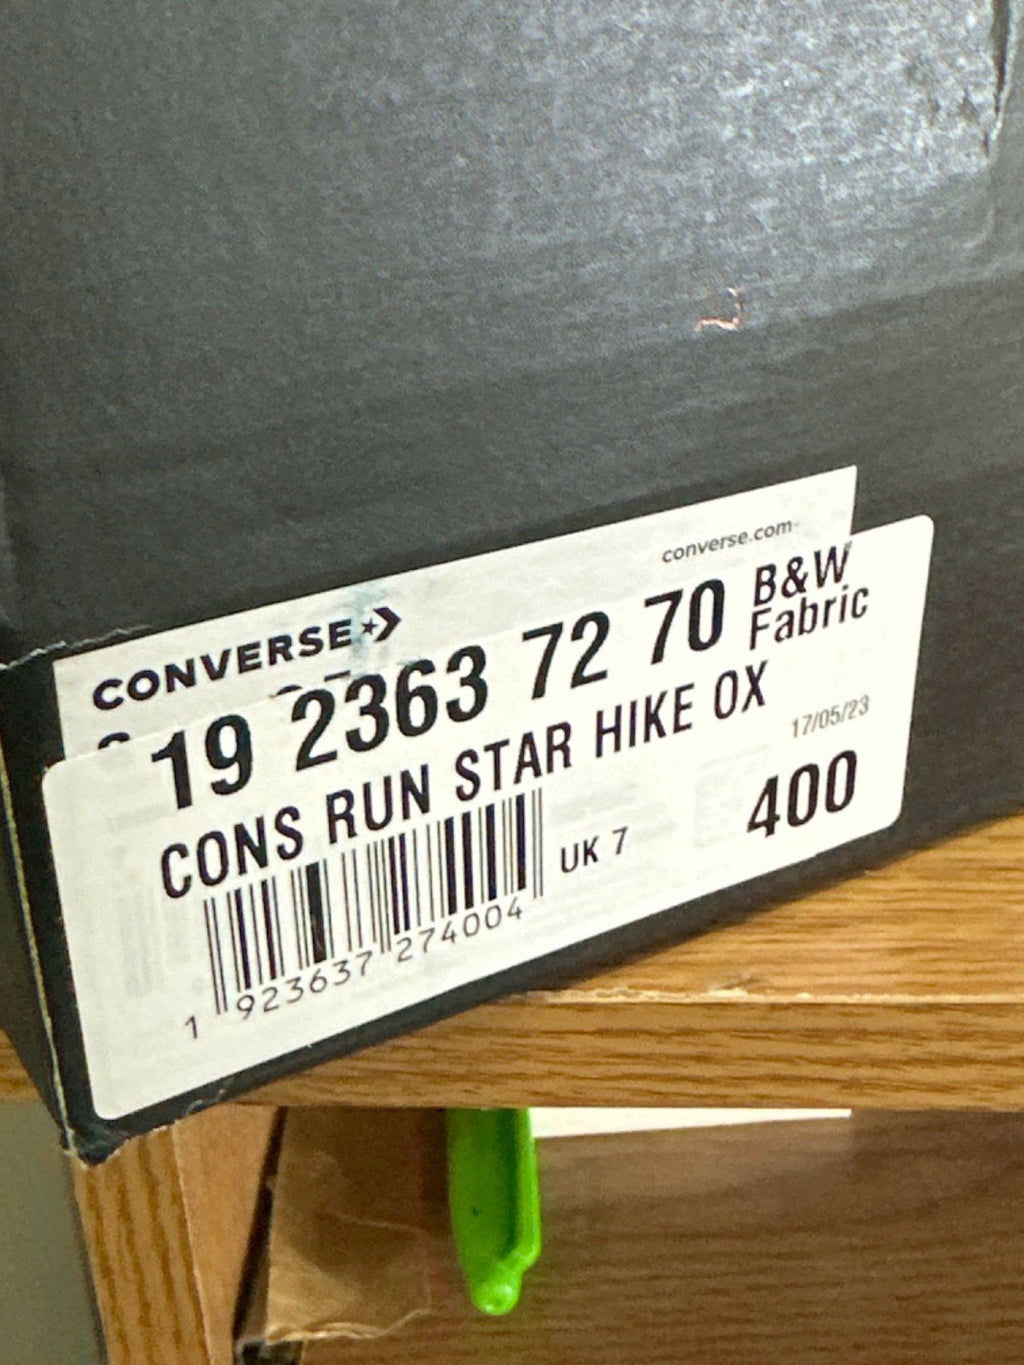 converse.com
CONVERSE
19 2363 72 70 B&W
Fabric
CONS RUN STAR HIKE OX
17/05/23
400
UK 7
1 923637 274004